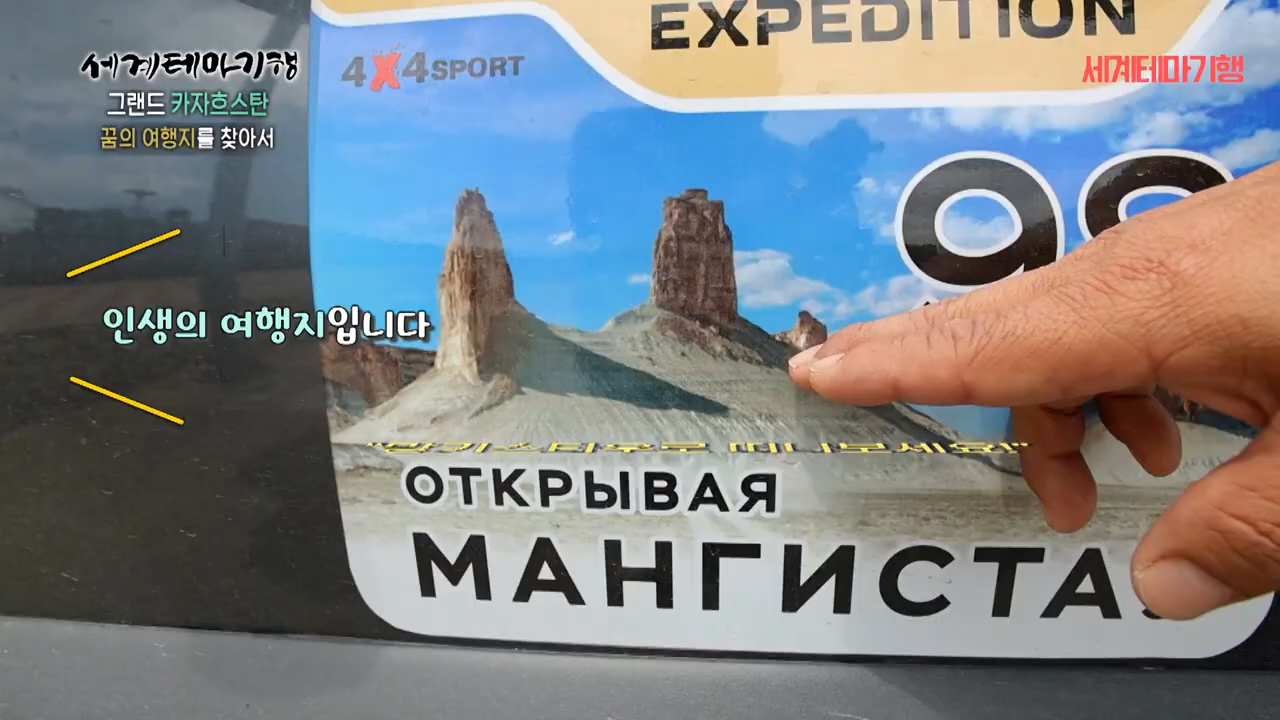 세계테마기행
그랜드 카자흐스탄
꿈의 여행지를 찾아서
세계테마기행
EXPEDITION
4X4SPORT
99
인생의 여행지입니다
ОТКРЫВАЯ